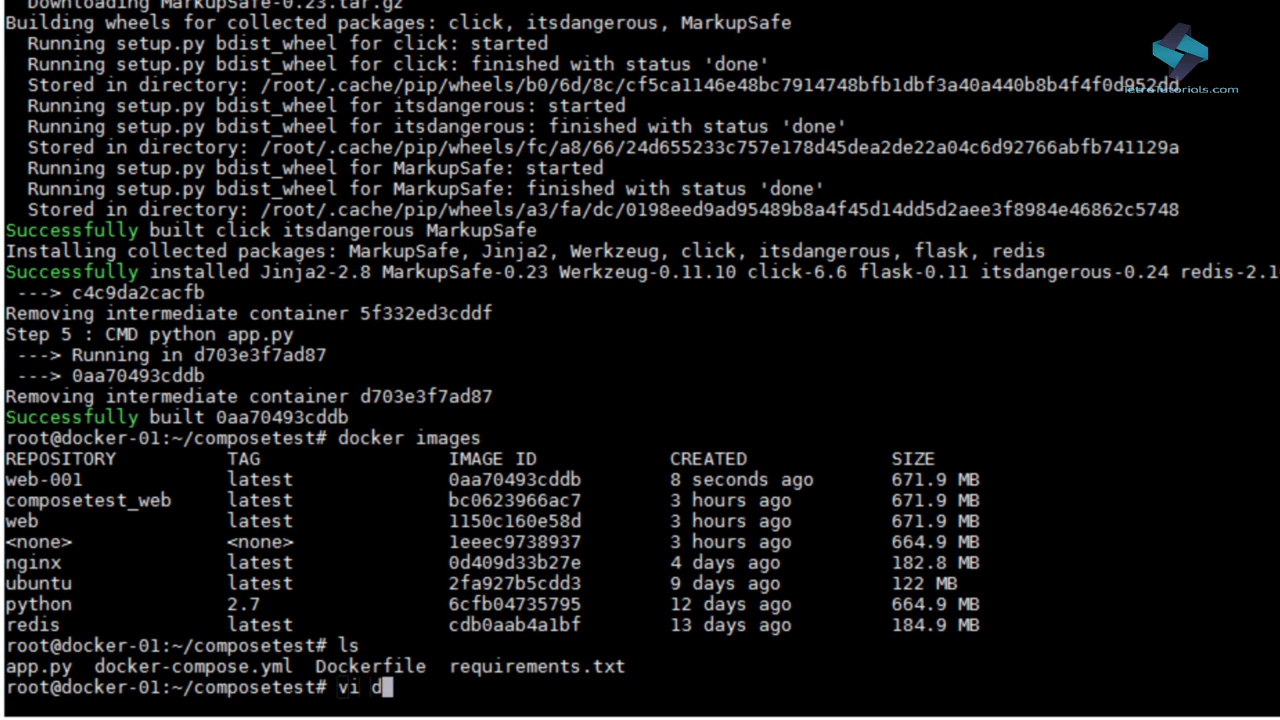 Downloading MarkupSafe-0.23.tar.gz
Building wheels for collected packages: click, itsdangerous, MarkupSafe
Running setup.py bdist_wheel for click: started
Running setup.py bdist_wheel for click: finished with status 'done'
Stored in directory: /root/.cache/pip/wheels/b0/6d/8c/cf5ca1146e48bc7914748bfb1dbf3a40a440b8b4f4f0d952dd
Running setup.py bdist_wheel for itsdangerous: started
Running setup.py bdist_wheel for itsdangerous: finished with status 'done'
Stored in directory: /root/.cache/pip/wheels/fc/a8/66/24d655233c757e178d45dea2de22a04c6d92766abfb741129a
Running setup.py bdist_wheel for MarkupSafe: started
Running setup.py bdist_wheel for MarkupSafe: finished with status 'done'
Stored in directory: /root/.cache/pip/wheels/a3/fa/dc/0198eed9ad95489b8a4f45d14dd5d2aee3f8984e46862c5748
Successfully built click itsdangerous MarkupSafe
Installing collected packages: MarkupSafe, Jinja2, Werkzeug, click, itsdangerous, flask, redis
Successfully installed Jinja2-2.8 MarkupSafe-0.23 Werkzeug-0.11.10 click-6.6 flask-0.11 itsdangerous-0.24 redis-2.1
---> c4c9da2cacfb
Removing intermediate container 5f332ed3cddf
Step 5 : CMD python app.py
---> Running in d703e3f7ad87
---> 0aa70493cddb
Removing intermediate container d703e3f7ad87
Successfully built 0aa70493cddb
root@docker-01:~/composetest# docker images
REPOSITORY TAG IMAGE ID CREATED SIZE
web-001 latest 0aa70493cddb 8 seconds ago 671.9 MB
composetest_web latest bc0623966ac7 3 hours ago 671.9 MB
web latest 1150c160e58d 3 hours ago 671.9 MB
<none> <none> 1eeec9738937 3 hours ago 664.9 MB
nginx latest 0d409d33b27e 4 days ago 182.8 MB
ubuntu latest 2fa927b5cdd3 9 days ago 122 MB
python 2.7 6cfb04735795 12 days ago 664.9 MB
redis latest cdb0aab4a1bf 13 days ago 184.9 MB
root@docker-01:~/composetest# ls
app.py docker-compose.yml Dockerfile requirements.txt
root@docker-01:~/composetest# vi d